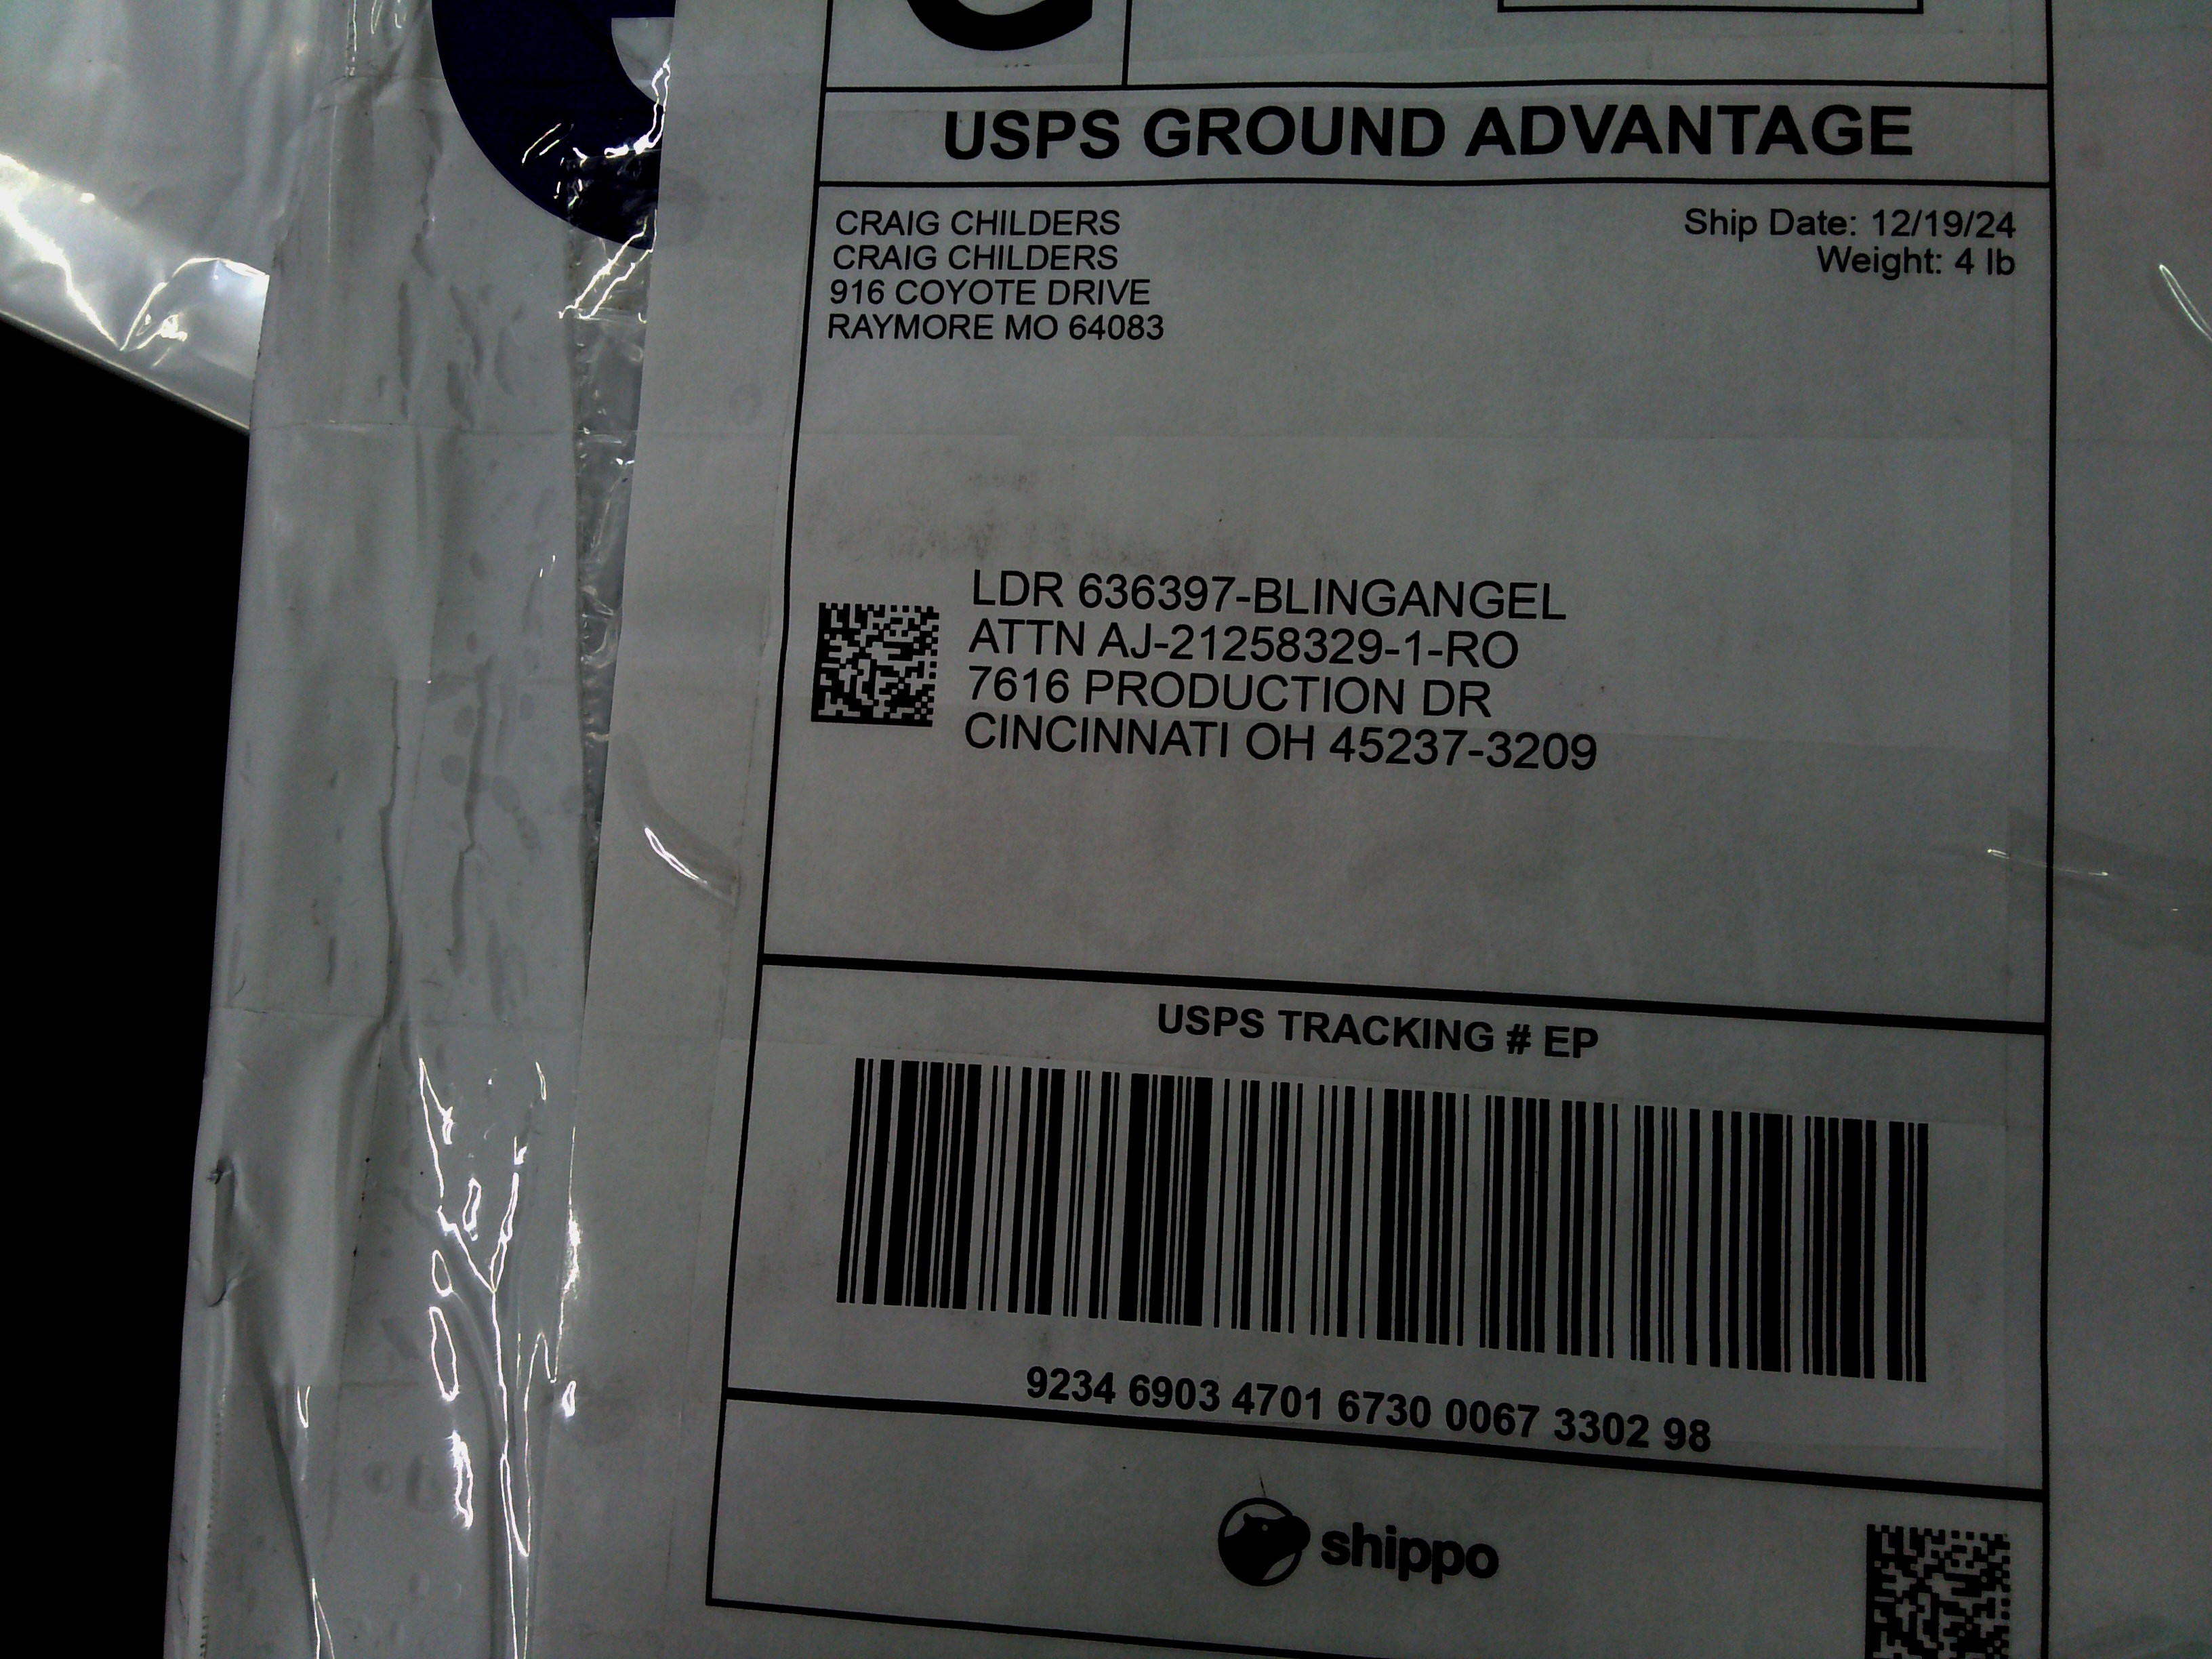 USPS GROUND ADVANTAGE
CRAIG CHILDERS
CRAIG CHILDERS
916 COYOTE DRIVE
RAYMORE MO 64083
Ship Date: 12/19/24
Weight: 4 lb
LDR 636397-BLINGANGEL
ATTN AJ-21258329-1-RO
7616 PRODUCTION DR
CINCINNATI OH 45237-3209
USPS TRACKING # EP
9234 6903 4701 6730 0067 3302 98
shippo